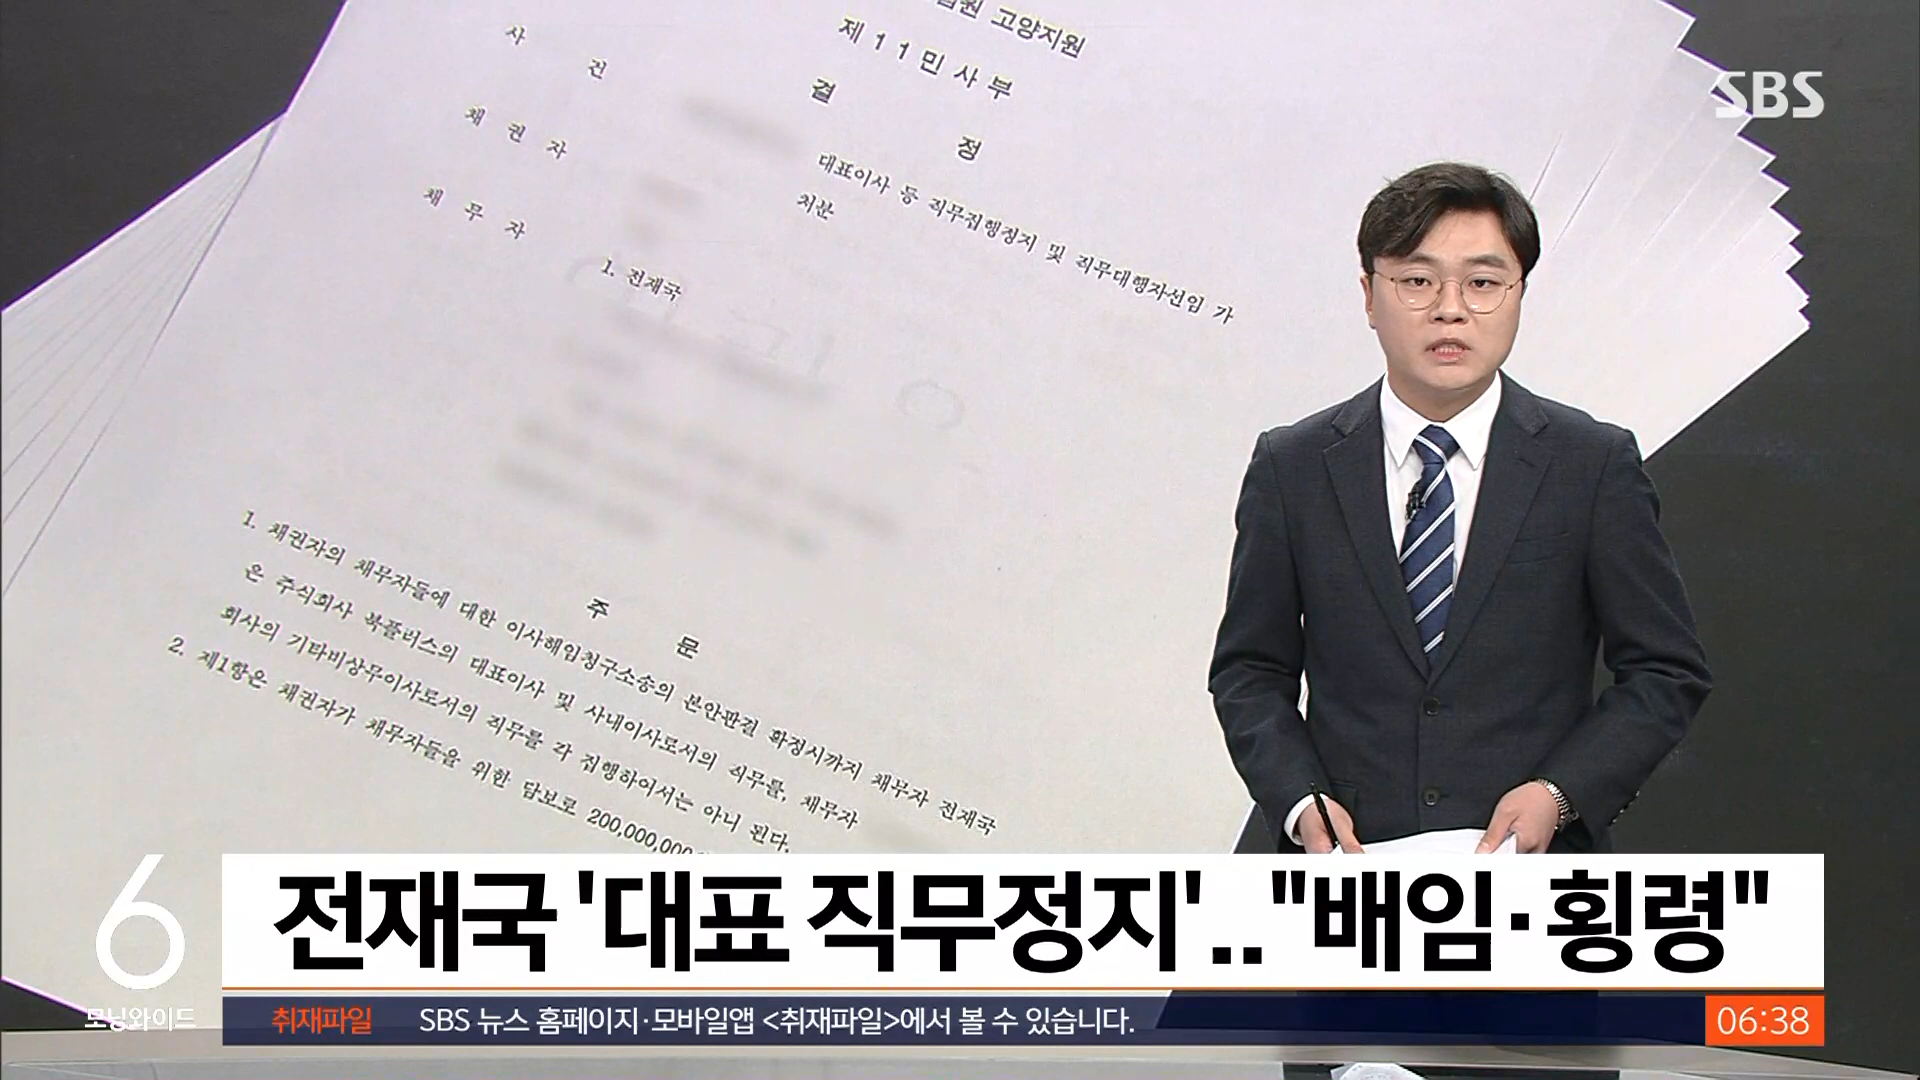 법원 고양지원
제 1 1 민 사 부
결 정
사 건
대표이사 등 직무집행정지 및 직무대행자선임 가
처분
채 권 자
채 무 자
1. 전재국
주 문
1. 채권자의 채무자들에 대한 이사해임청구소송의 본안판결 확정시까지 채무자 전재국
은 주식회사 북플러스의 대표이사 및 사내이사로서의 직무를, 채무자
회사의 기타비상무이사로서의 직무를 각 집행하여서는 아니 된다.
2. 제1항은 채권자가 채무자들을 위한 담보로 200,000,000
SBS
전재국 '대표 직무정지'.. "배임·횡령"
6
모닝와이드
취재파일 SBS 뉴스 홈페이지·모바일앱 <취재파일>에서 볼 수 있습니다.
06:38